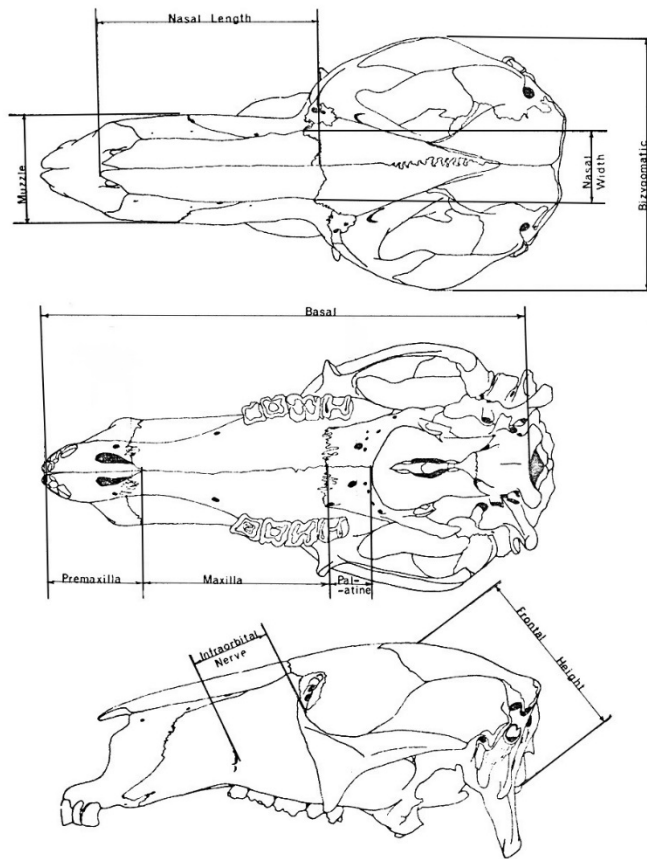 Nasal Length
Muzzle
Nasal
Width
Bizygomatic
Basal
Premaxilla
Maxilla
Pal-
-atine
Infraorbital
Nerve
Frontal
Height